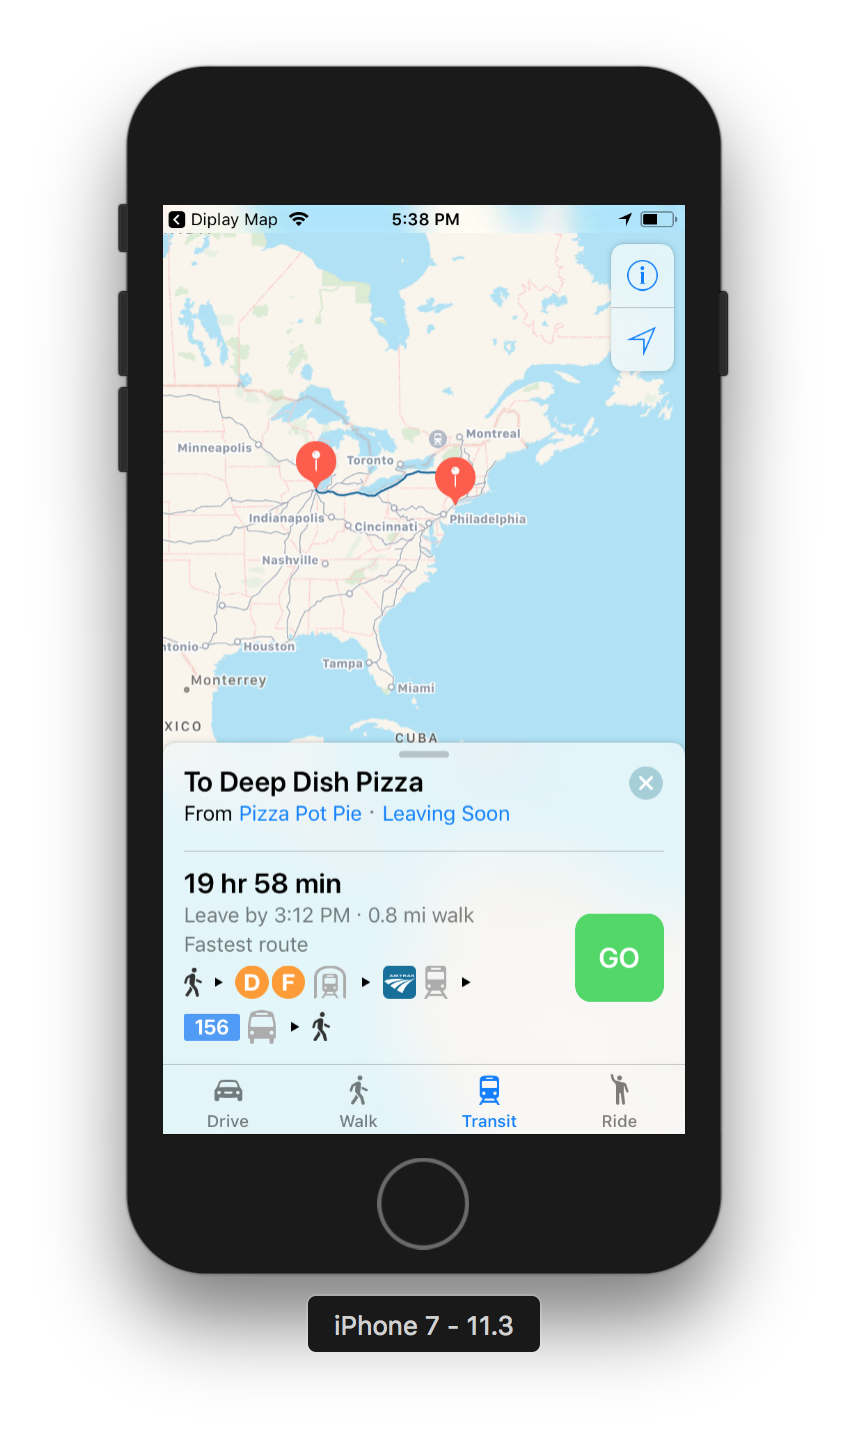 Diplay Map 5:38 PM
Montreal
Minneapolis
Toronto
Indianapolis
Philadelphia
Cincinnati
Nashville
tonio
Houston
Tampa
Monterrey
Miami
XICO
CUBA
To Deep Dish Pizza
From Pizza Pot Pie · Leaving Soon
19 hr 58 min
Leave by 3:12 PM · 0.8 mi walk
Fastest route
GO
D F AMTRAK
156
Drive Walk Transit Ride
iPhone 7 - 11.3